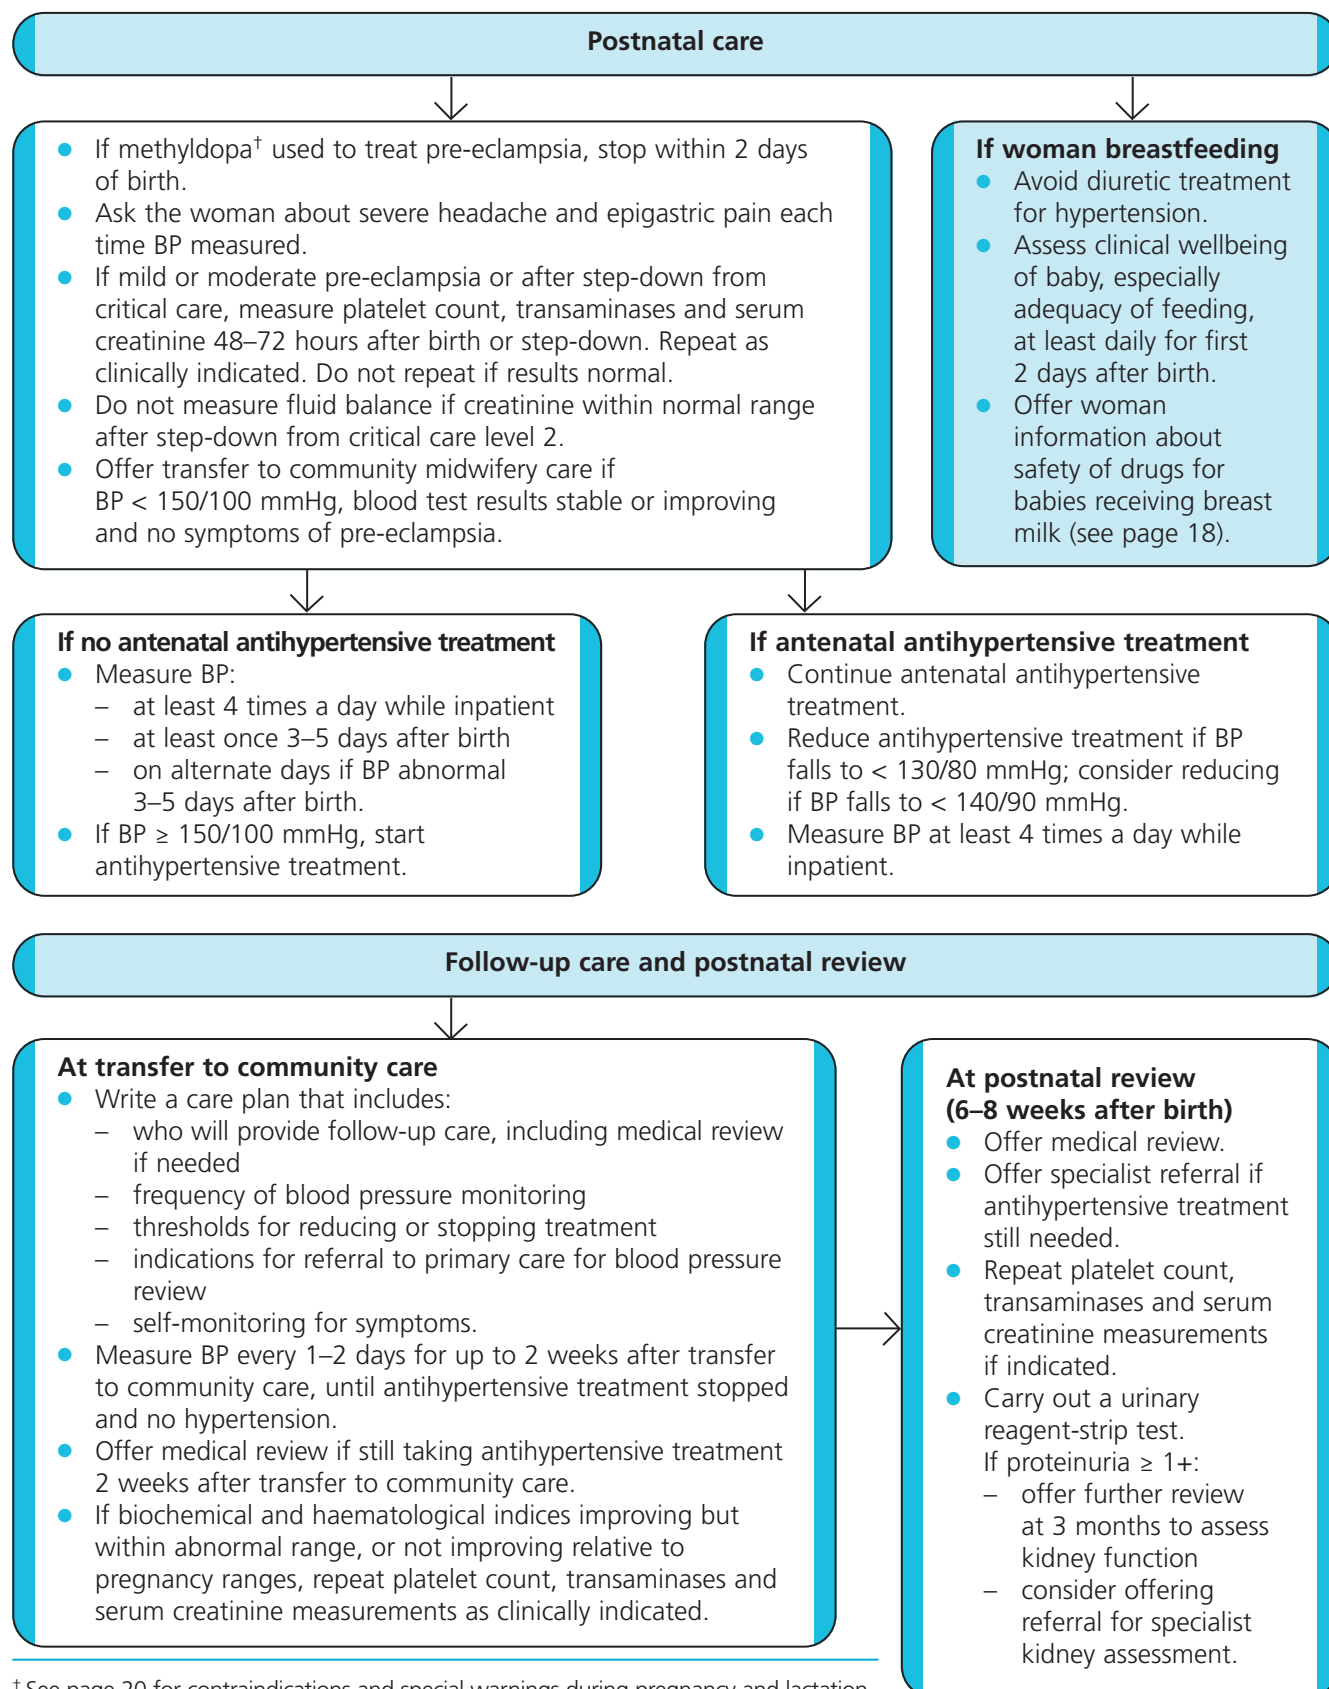 Postnatal care
● If methyldopa† used to treat pre-eclampsia, stop within 2 days
of birth.
● Ask the woman about severe headache and epigastric pain each
time BP measured.
● If mild or moderate pre-eclampsia or after step-down from
critical care, measure platelet count, transaminases and serum
creatinine 48–72 hours after birth or step-down. Repeat as
clinically indicated. Do not repeat if results normal.
● Do not measure fluid balance if creatinine within normal range
after step-down from critical care level 2.
● Offer transfer to community midwifery care if
BP < 150/100 mmHg, blood test results stable or improving
and no symptoms of pre-eclampsia.
If woman breastfeeding
● Avoid diuretic treatment
for hypertension.
● Assess clinical wellbeing
of baby, especially
adequacy of feeding,
at least daily for first
2 days after birth.
● Offer woman
information about
safety of drugs for
babies receiving breast
milk (see page 18).
If no antenatal antihypertensive treatment
● Measure BP:
– at least 4 times a day while inpatient
– at least once 3–5 days after birth
– on alternate days if BP abnormal
3–5 days after birth.
● If BP ≥ 150/100 mmHg, start
antihypertensive treatment.
If antenatal antihypertensive treatment
● Continue antenatal antihypertensive
treatment.
● Reduce antihypertensive treatment if BP
falls to < 130/80 mmHg; consider reducing
if BP falls to < 140/90 mmHg.
● Measure BP at least 4 times a day while
inpatient.
Follow-up care and postnatal review
At transfer to community care
● Write a care plan that includes:
– who will provide follow-up care, including medical review
if needed
– frequency of blood pressure monitoring
– thresholds for reducing or stopping treatment
– indications for referral to primary care for blood pressure
review
– self-monitoring for symptoms.
● Measure BP every 1–2 days for up to 2 weeks after transfer
to community care, until antihypertensive treatment stopped
and no hypertension.
● Offer medical review if still taking antihypertensive treatment
2 weeks after transfer to community care.
● If biochemical and haematological indices improving but
within abnormal range, or not improving relative to
pregnancy ranges, repeat platelet count, transaminases and
serum creatinine measurements as clinically indicated.
At postnatal review
(6–8 weeks after birth)
● Offer medical review.
● Offer specialist referral if
antihypertensive treatment
still needed.
● Repeat platelet count,
transaminases and serum
creatinine measurements
if indicated.
● Carry out a urinary
reagent-strip test.
If proteinuria ≥ 1+:
– offer further review
at 3 months to assess
kidney function
– consider offering
referral for specialist
kidney assessment.
† See page 20 for contraindications and special warnings during pregnancy and lactation